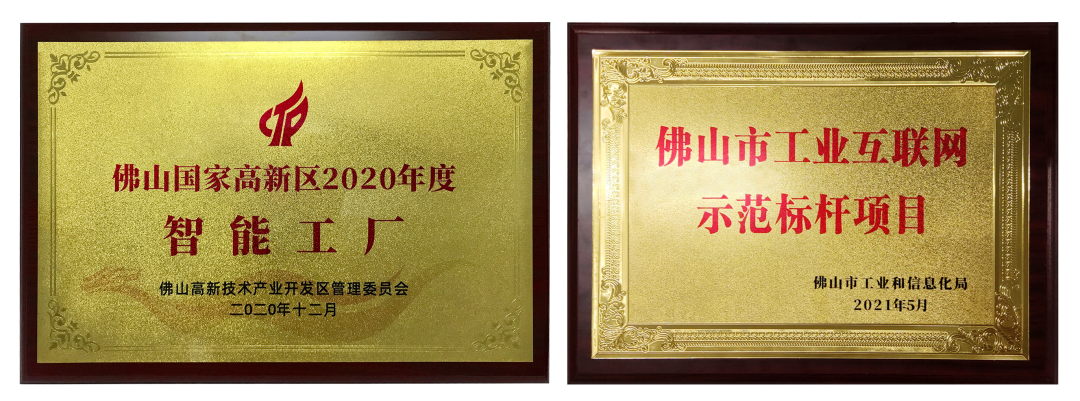 佛山国家高新区2020年度
智能工厂
佛山高新技术产业开发区管理委员会
二〇二〇年十二月
佛山市工业互联网
示范标杆项目
佛山市工业和信息化局
2021年5月